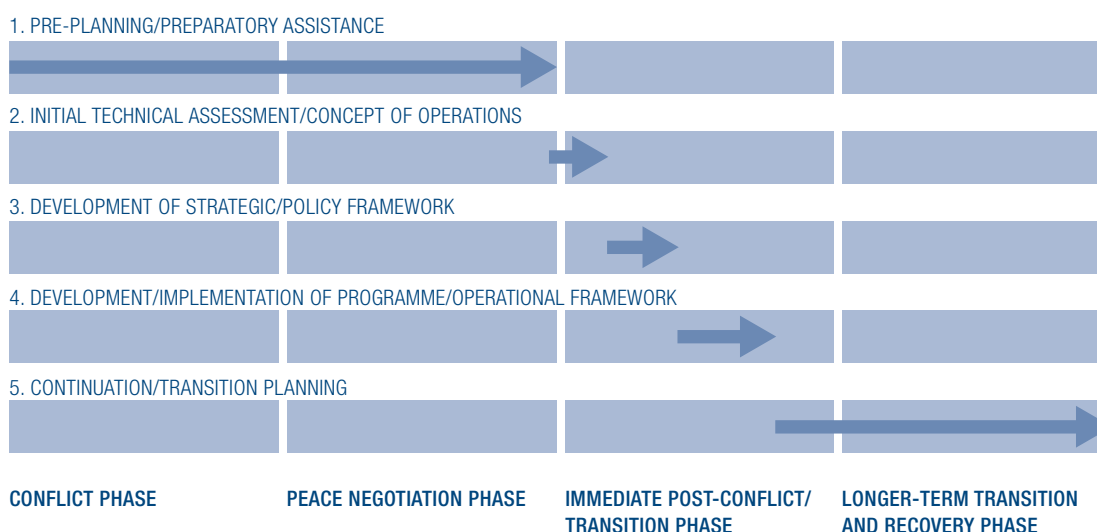 1. PRE-PLANNING/PREPARATORY ASSISTANCE
2. INITIAL TECHNICAL ASSESSMENT/CONCEPT OF OPERATIONS
3. DEVELOPMENT OF STRATEGIC/POLICY FRAMEWORK
4. DEVELOPMENT/IMPLEMENTATION OF PROGRAMME/OPERATIONAL FRAMEWORK
5. CONTINUATION/TRANSITION PLANNING
CONFLICT PHASE
PEACE NEGOTIATION PHASE
IMMEDIATE POST-CONFLICT/
TRANSITION PHASE
LONGER-TERM TRANSITION
AND RECOVERY PHASE